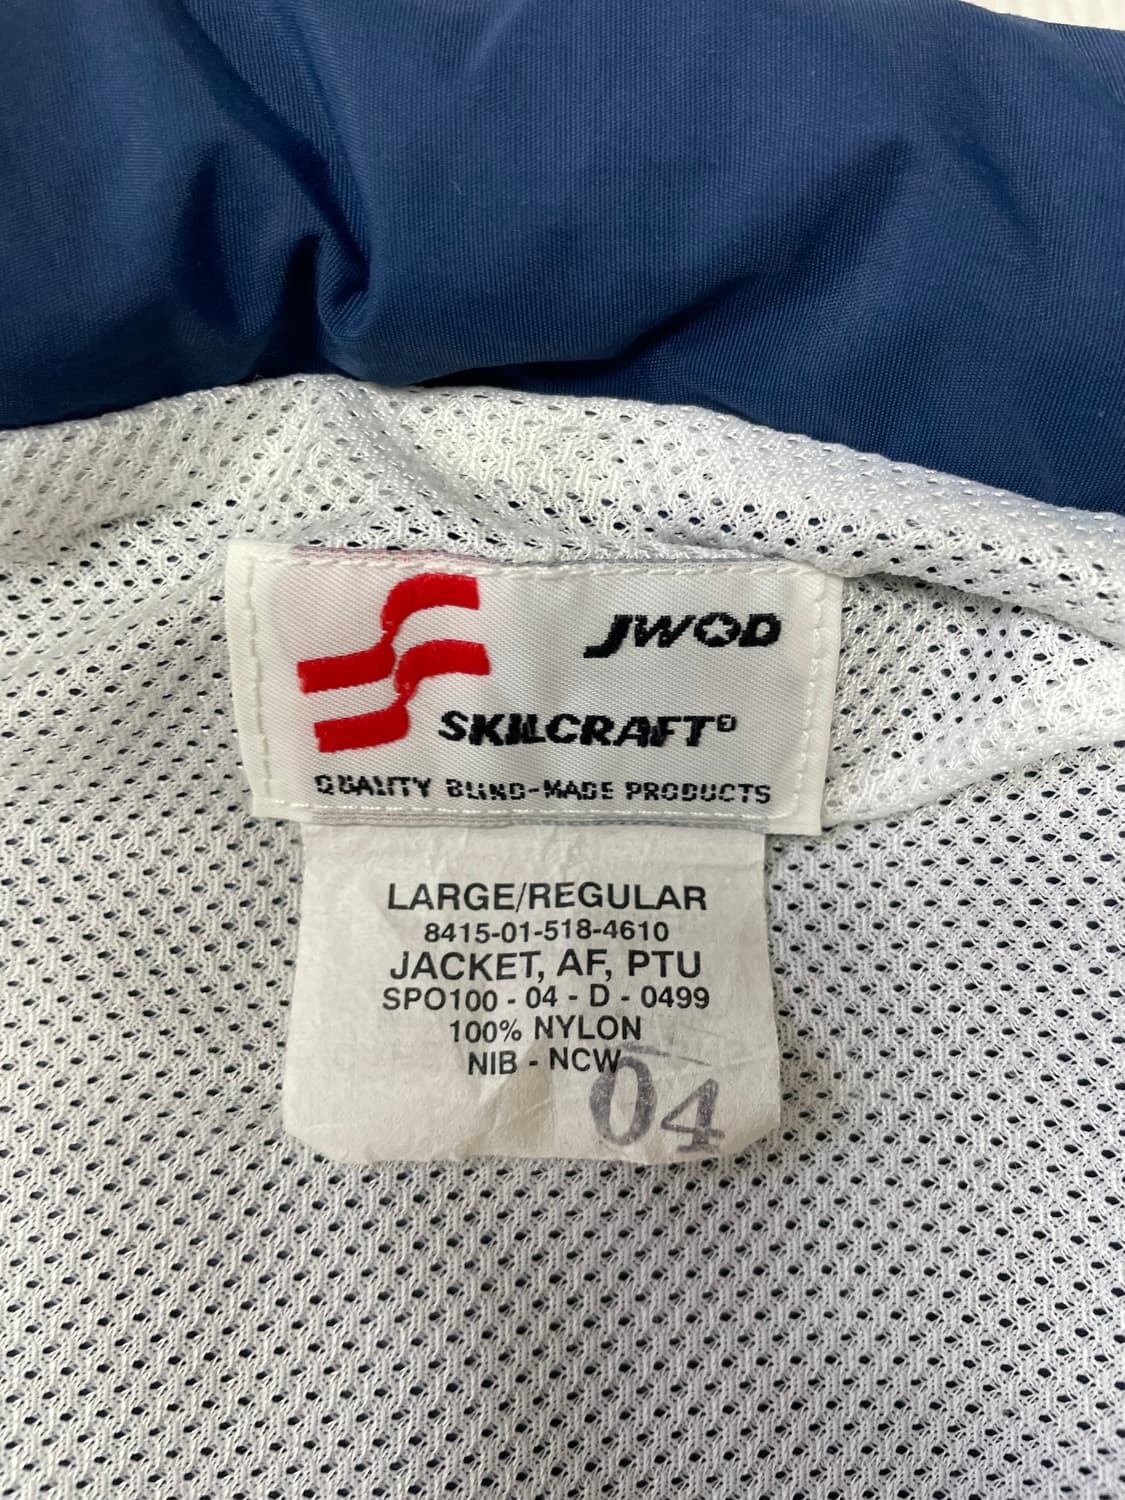 JWOD
SKILCRAFT®
QUALITY BLIND-MADE PRODUCTS
LARGE/REGULAR
8415-01-518-4610
JACKET, AF, PTU
SPO100 - 04 - D - 0499
100% NYLON
NIB - NCW
04